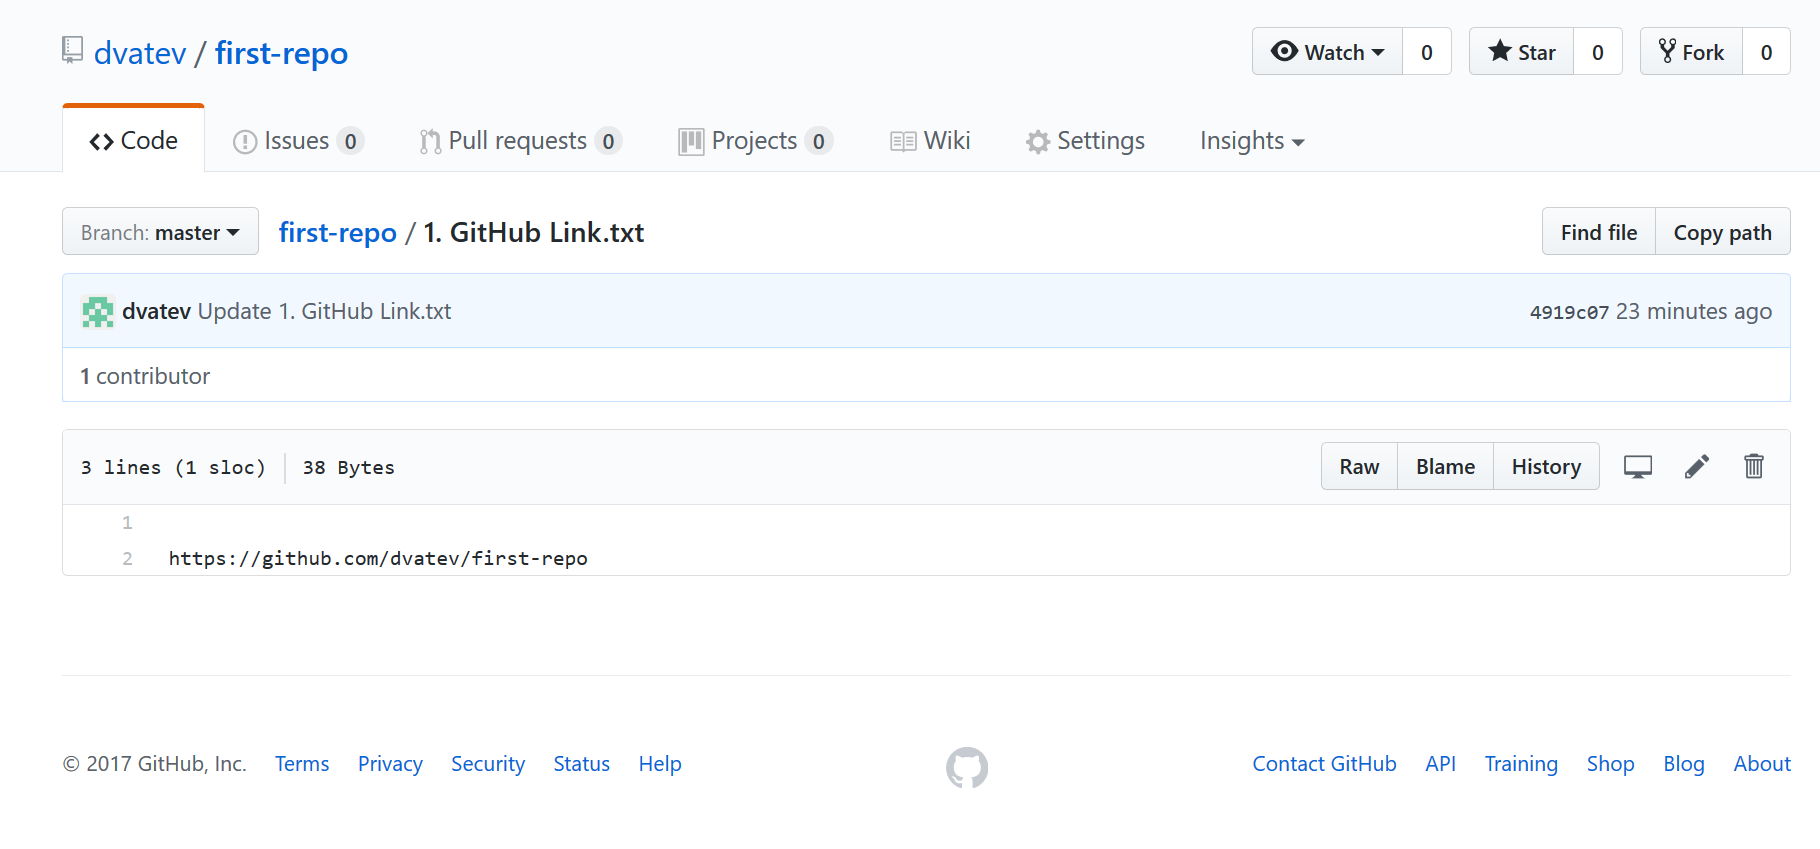 dvatev / first-repo
Watch 0 Star 0 Fork 0
Code Issues 0 Pull requests 0 Projects 0 Wiki Settings Insights
Branch: master first-repo / 1. GitHub Link.txt Find file Copy path
dvatev Update 1. GitHub Link.txt 4919c07 23 minutes ago
1 contributor
3 lines (1 sloc) 38 Bytes Raw Blame History
1
2 https://github.com/dvatev/first-repo
© 2017 GitHub, Inc. Terms Privacy Security Status Help Contact GitHub API Training Shop Blog About